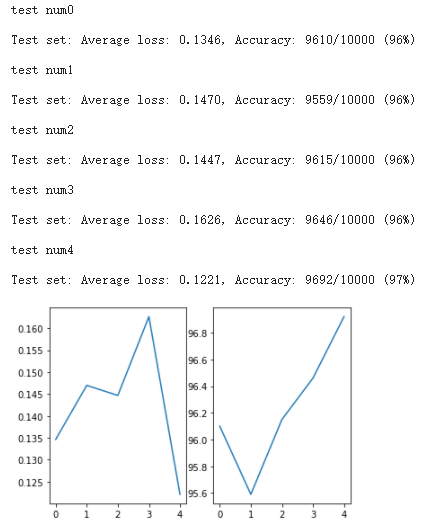 test num0
Test set: Average loss: 0.1346, Accuracy: 9610/10000 (96%)
test num1
Test set: Average loss: 0.1470, Accuracy: 9559/10000 (96%)
test num2
Test set: Average loss: 0.1447, Accuracy: 9615/10000 (96%)
test num3
Test set: Average loss: 0.1626, Accuracy: 9646/10000 (96%)
test num4
Test set: Average loss: 0.1221, Accuracy: 9692/10000 (97%)
0.160
0.155
0.150
0.145
0.140
0.135
0.130
0.125
0 1 2 3 4
96.8
96.6
96.4
96.2
96.0
95.8
95.6
0 1 2 3 4